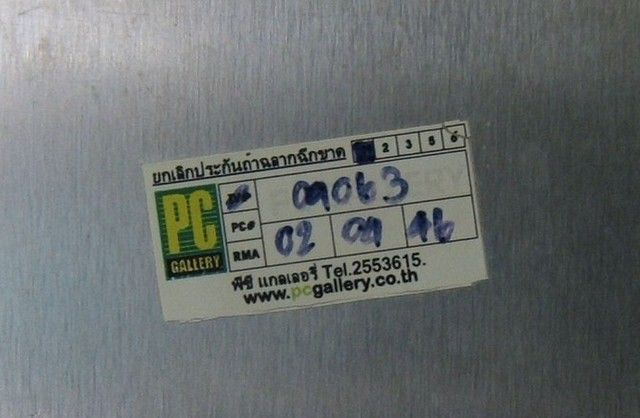 ยกเลิกประกันถ้าฉลากฉีกขาด 2 3 5 6
PC GALLERY
09063
PC#
RMA 02 09 46
พีซี แกลเลอรี่ Tel.2553615.
www.pcgallery.co.th